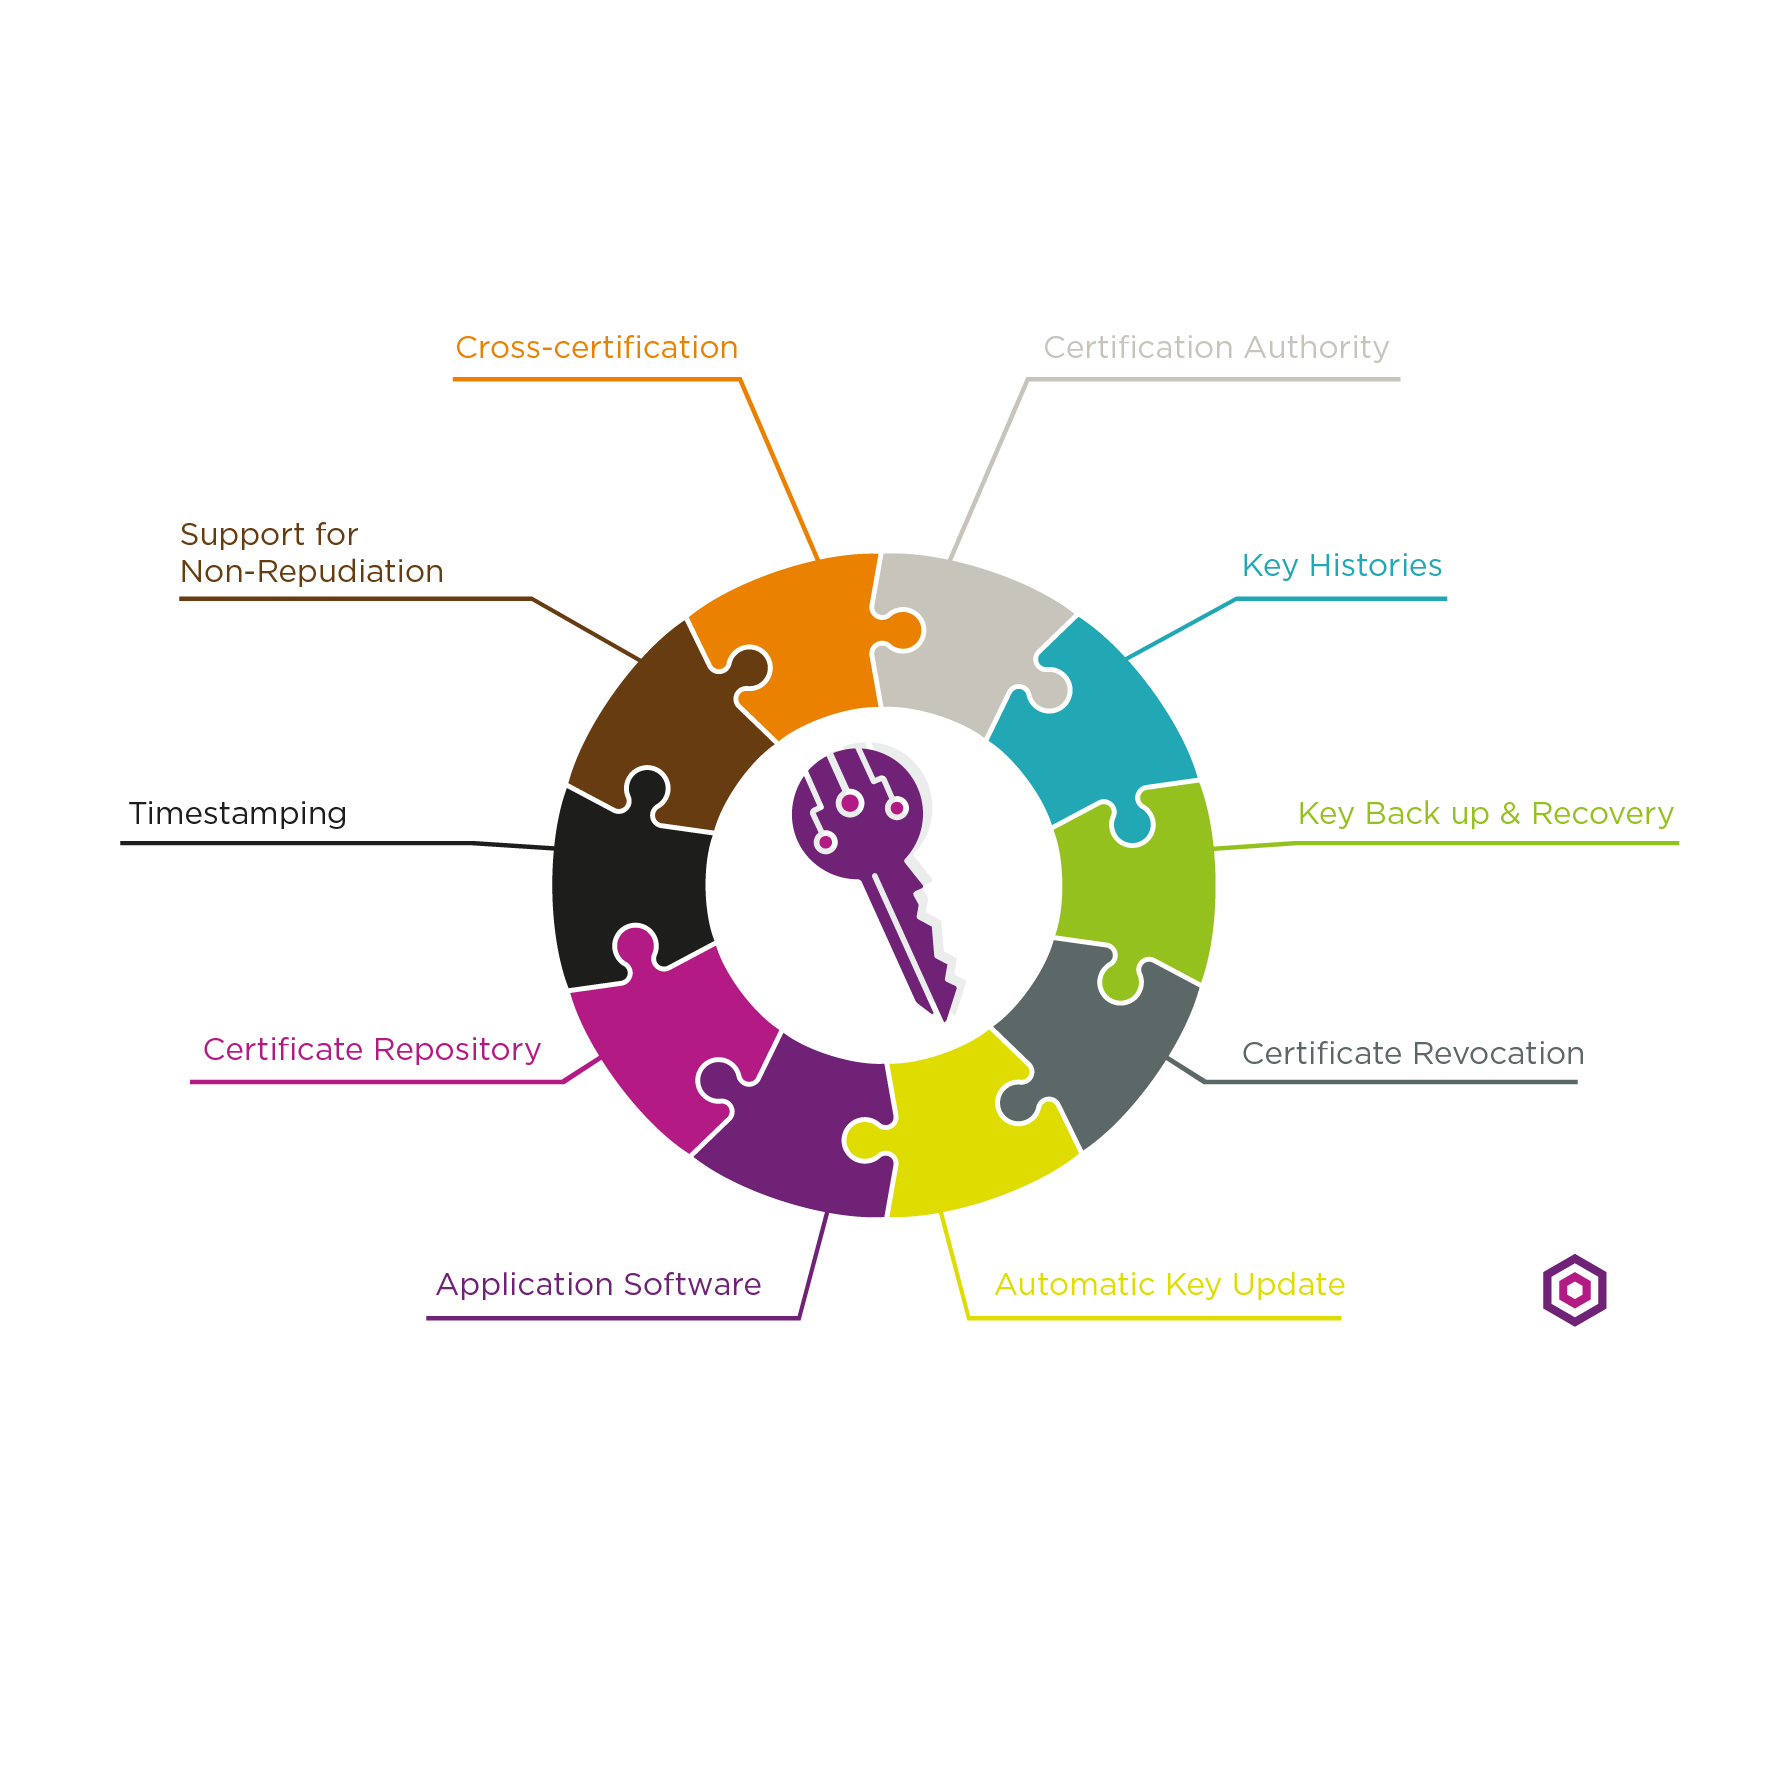 Cross-certification
Certification Authority
Support for
Non-Repudiation
Key Histories
Timestamping
Key Back up & Recovery
Certificate Repository
Certificate Revocation
Application Software
Automatic Key Update